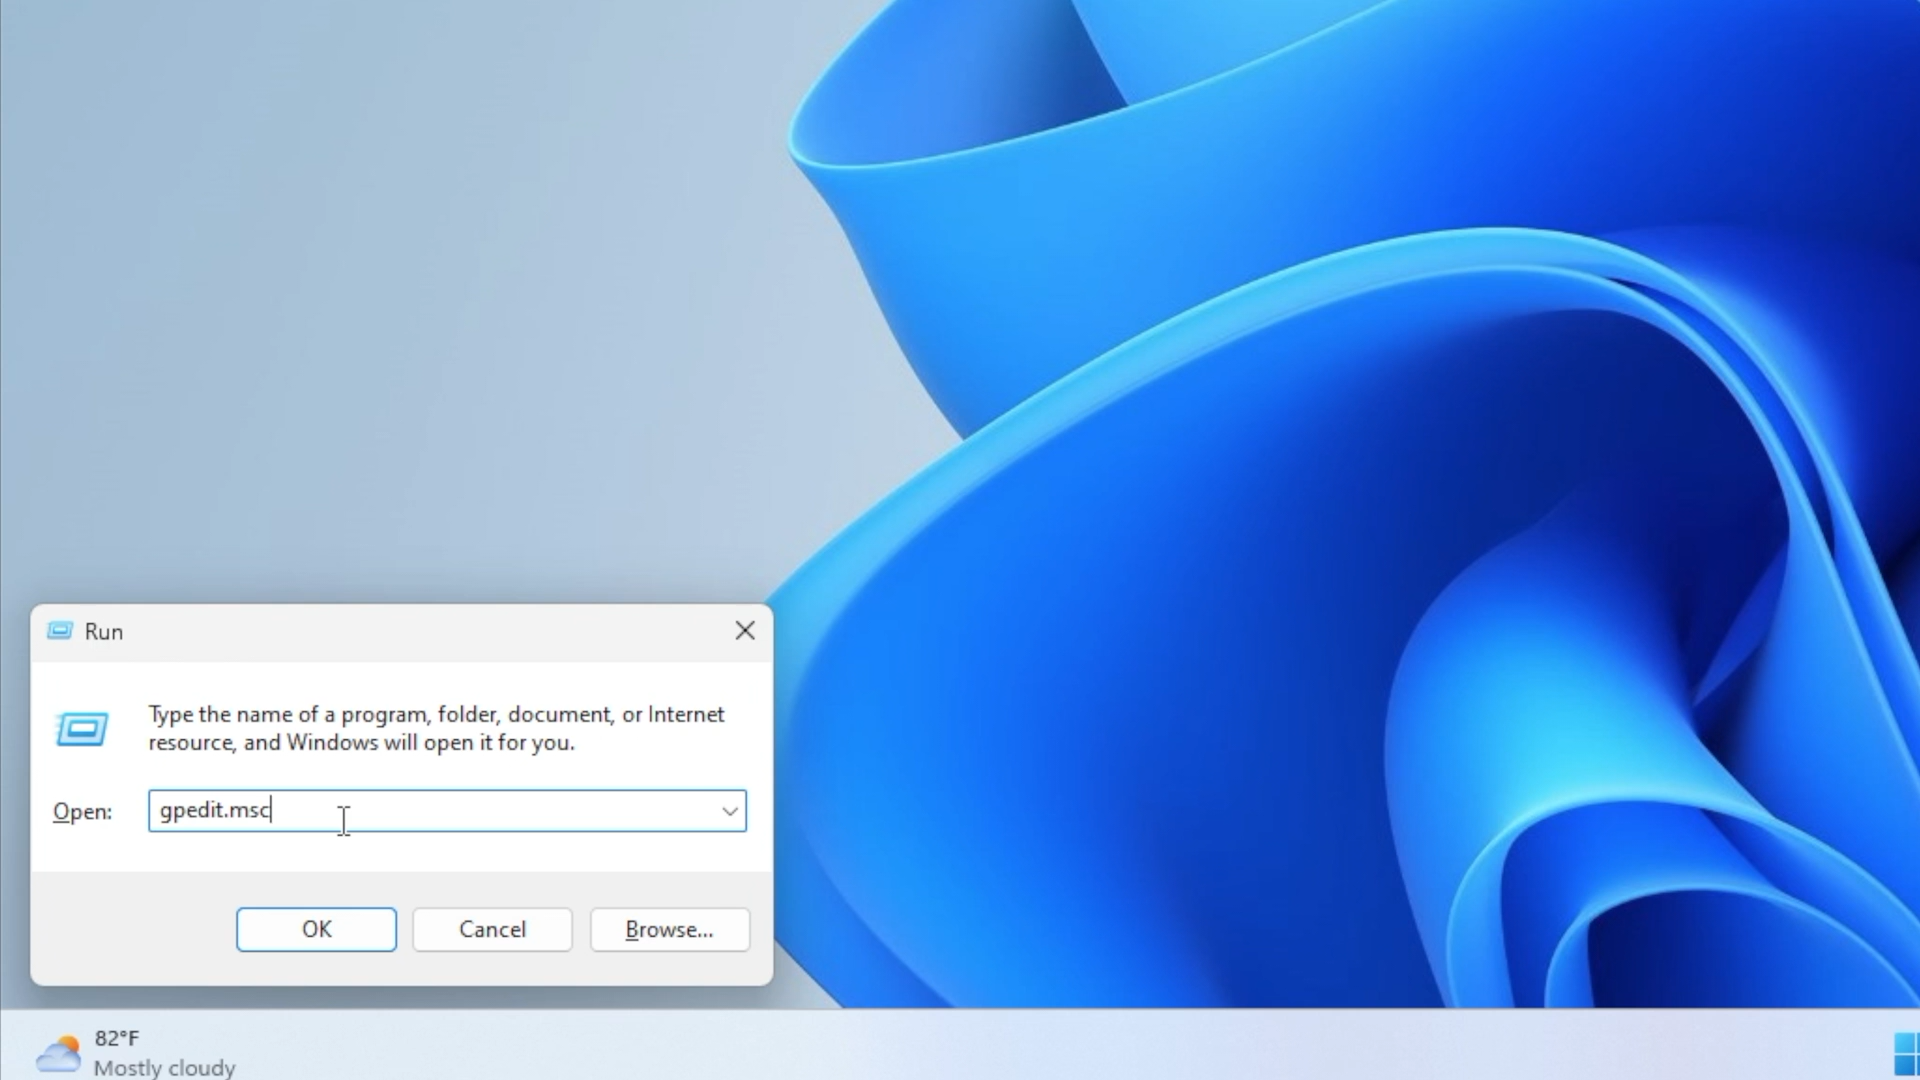 Run
Type the name of a program, folder, document, or Internet
resource, and Windows will open it for you.
Open: gpedit.msc
OK Cancel Browse...
82°F
Mostly cloudy